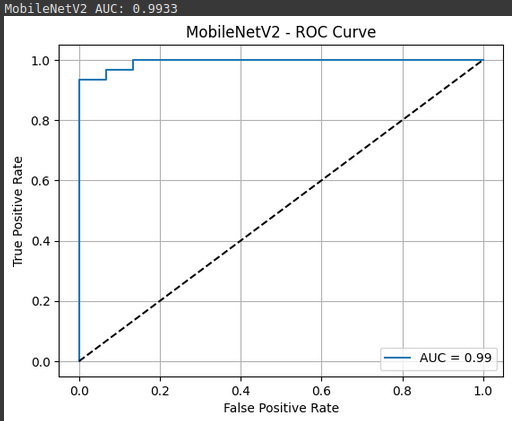 MobileNetV2 AUC: 0.9933
MobileNetV2 - ROC Curve
1.0
0.8
0.6
0.4
0.2
0.0
True Positive Rate
AUC = 0.99
0.0 0.2 0.4 0.6 0.8 1.0
False Positive Rate